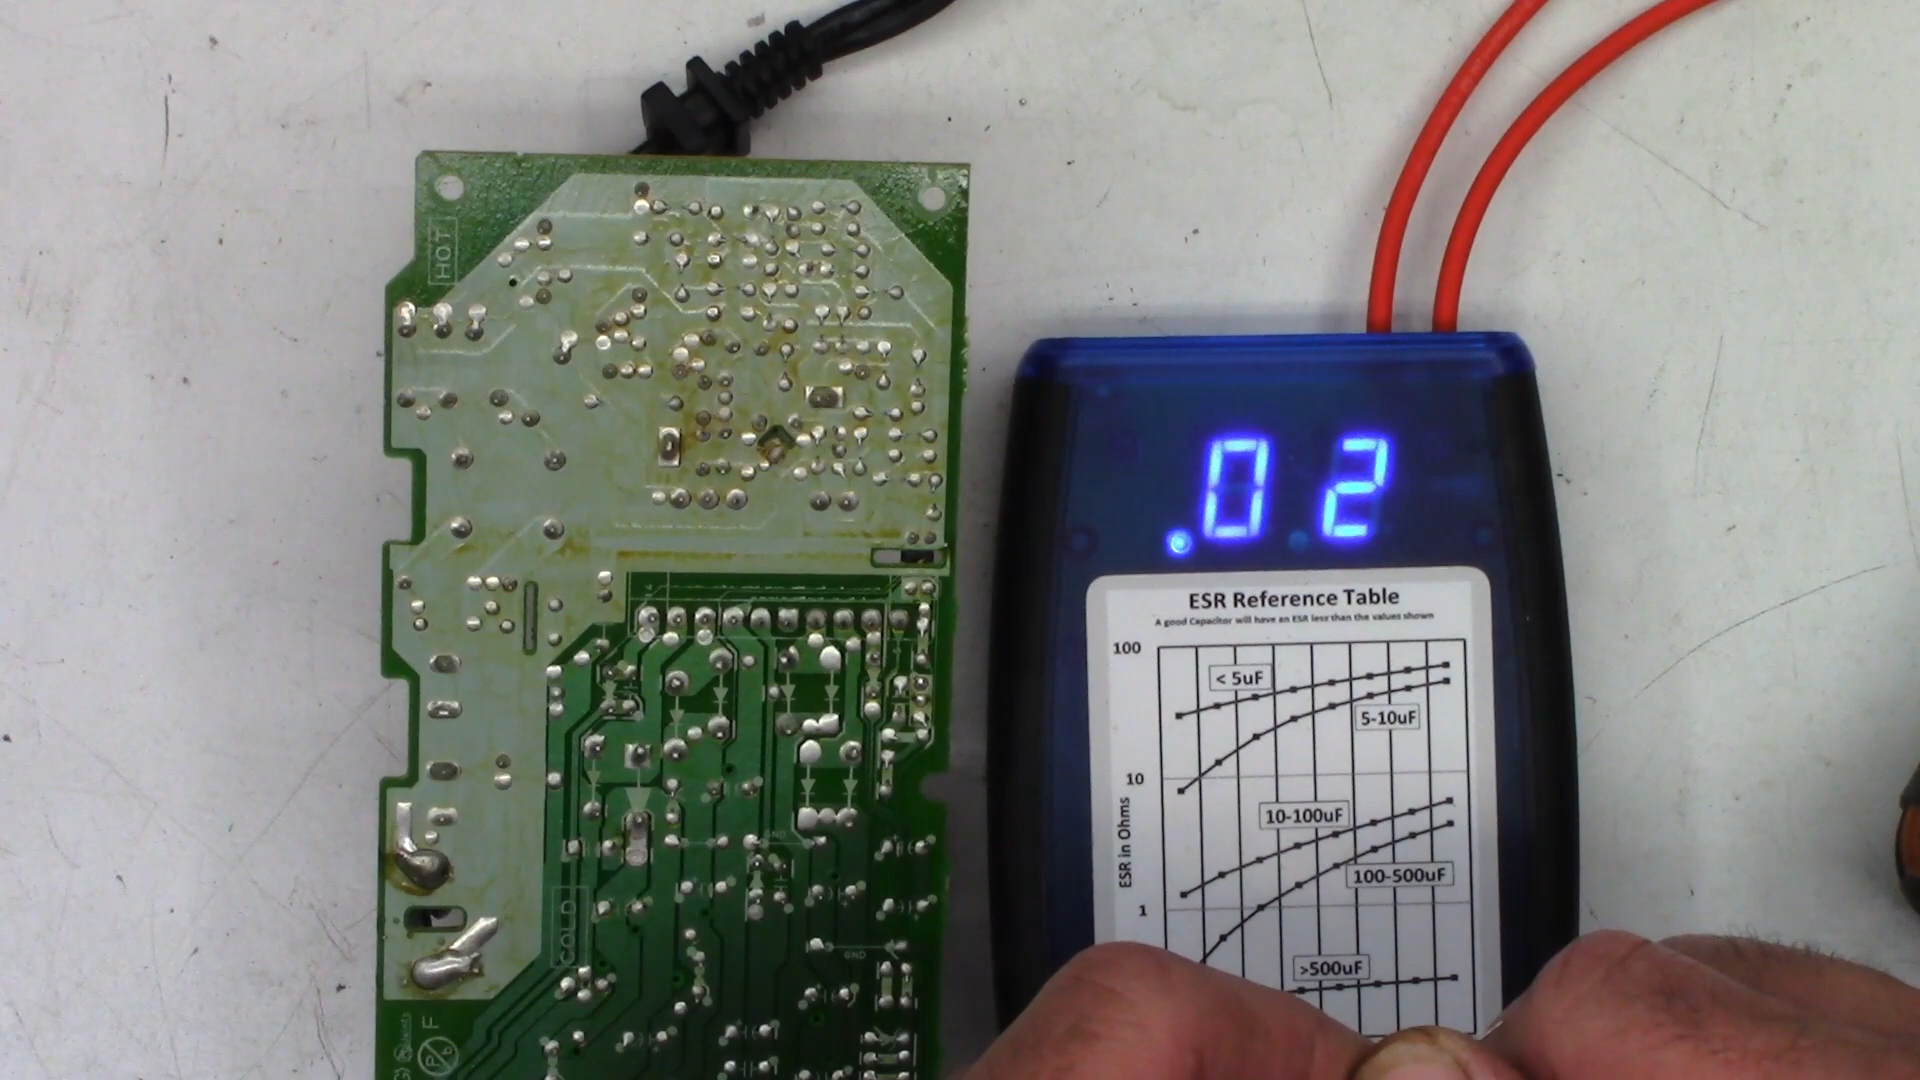 HOT
.02
ESR Reference Table
A good Capacitor will have an ESR less than the values shown
100
< 5uF
5-10uF
10
10-100uF
ESR in Ohms
100-500uF
1
>500uF
COLD
GND
GND
F
Pb